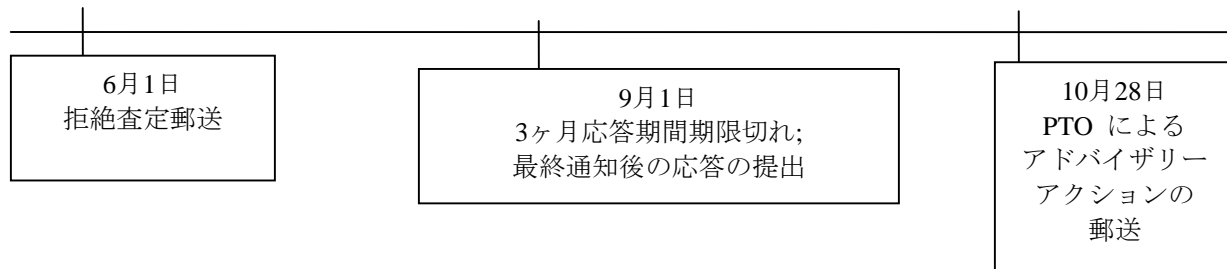 6月1日
拒絶査定郵送
9月1日
3ヶ月応答期間期限切れ;
最終通知後の応答の提出
10月28日
PTO による
アドバイザリー
アクションの
郵送